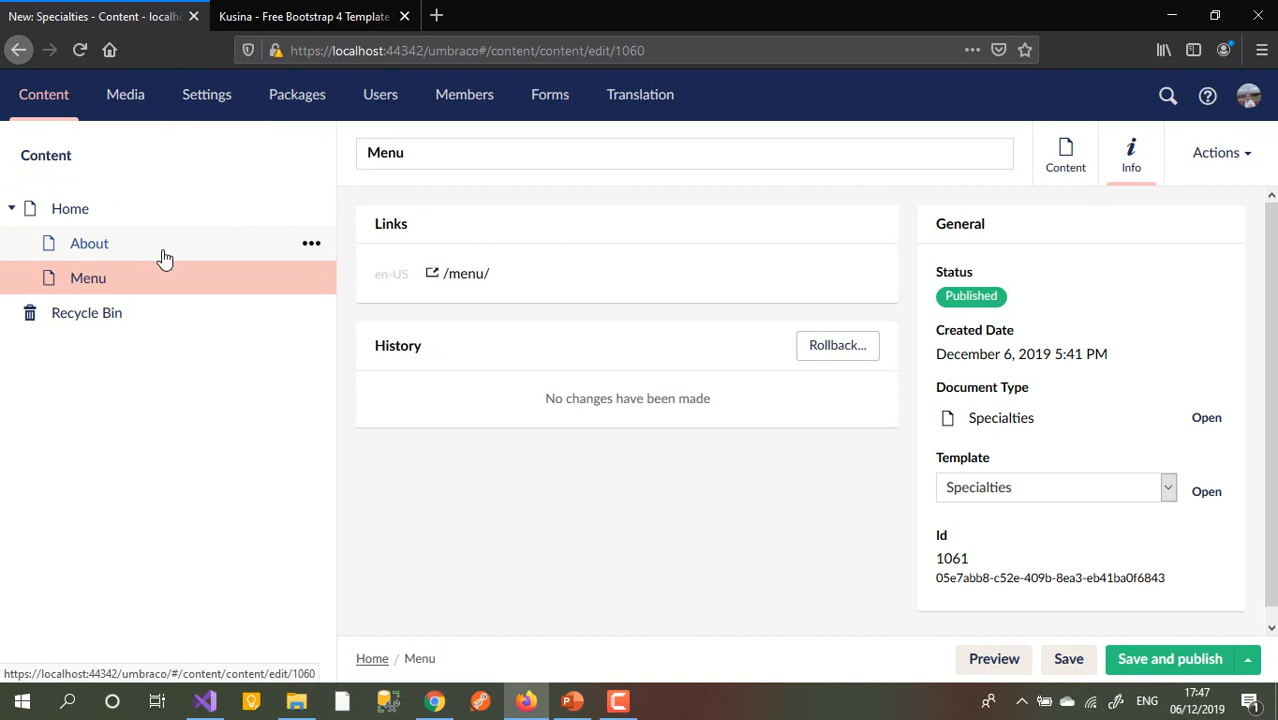 New: Specialties - Content - localh
Kusina - Free Bootstrap 4 Template
https://localhost:44342/umbraco#/content/content/edit/1060
Content
Media
Settings
Packages
Users
Members
Forms
Translation
Content
Home
About
Menu
Recycle Bin
Menu
Content
Info
Actions
Links
en-US
/menu/
History
Rollback...
No changes have been made
General
Status
Published
Created Date
December 6, 2019 5:41 PM
Document Type
Specialties
Open
Template
Specialties
Open
Id
1061
05e7abb8-c52e-409b-8ea3-eb41ba0f6843
Home / Menu
Preview
Save
Save and publish
https://localhost:44342/umbraco/#/content/content/edit/1060
ENG
17:47
06/12/2019
1